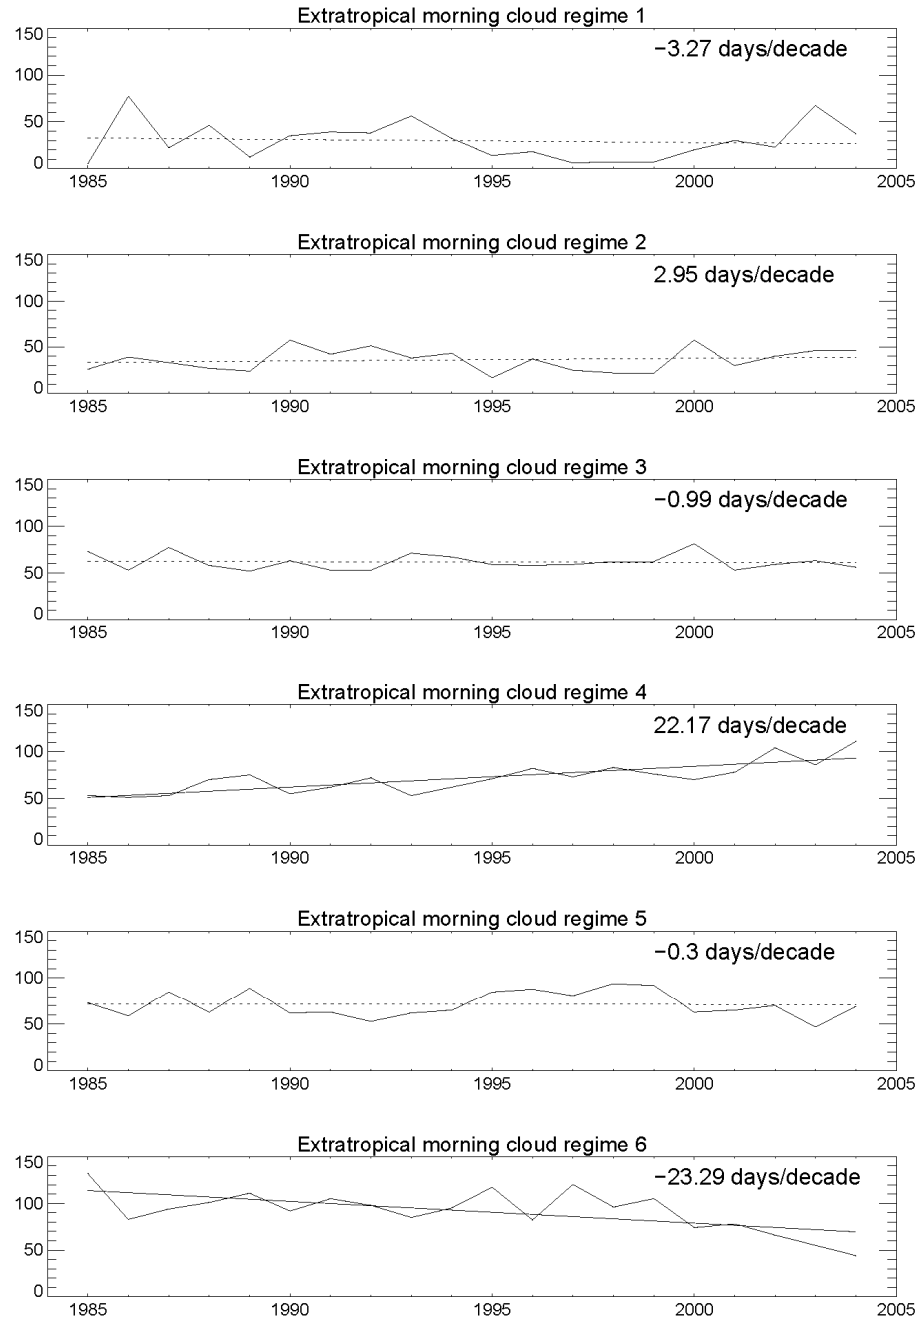 Extratropical morning cloud regime 1
−3.27 days/decade
150
100
50
0
1985 1990 1995 2000 2005
Extratropical morning cloud regime 2
2.95 days/decade
150
100
50
0
1985 1990 1995 2000 2005
Extratropical morning cloud regime 3
−0.99 days/decade
150
100
50
0
1985 1990 1995 2000 2005
Extratropical morning cloud regime 4
22.17 days/decade
150
100
50
0
1985 1990 1995 2000 2005
Extratropical morning cloud regime 5
−0.3 days/decade
150
100
50
0
1985 1990 1995 2000 2005
Extratropical morning cloud regime 6
−23.29 days/decade
150
100
50
0
1985 1990 1995 2000 2005